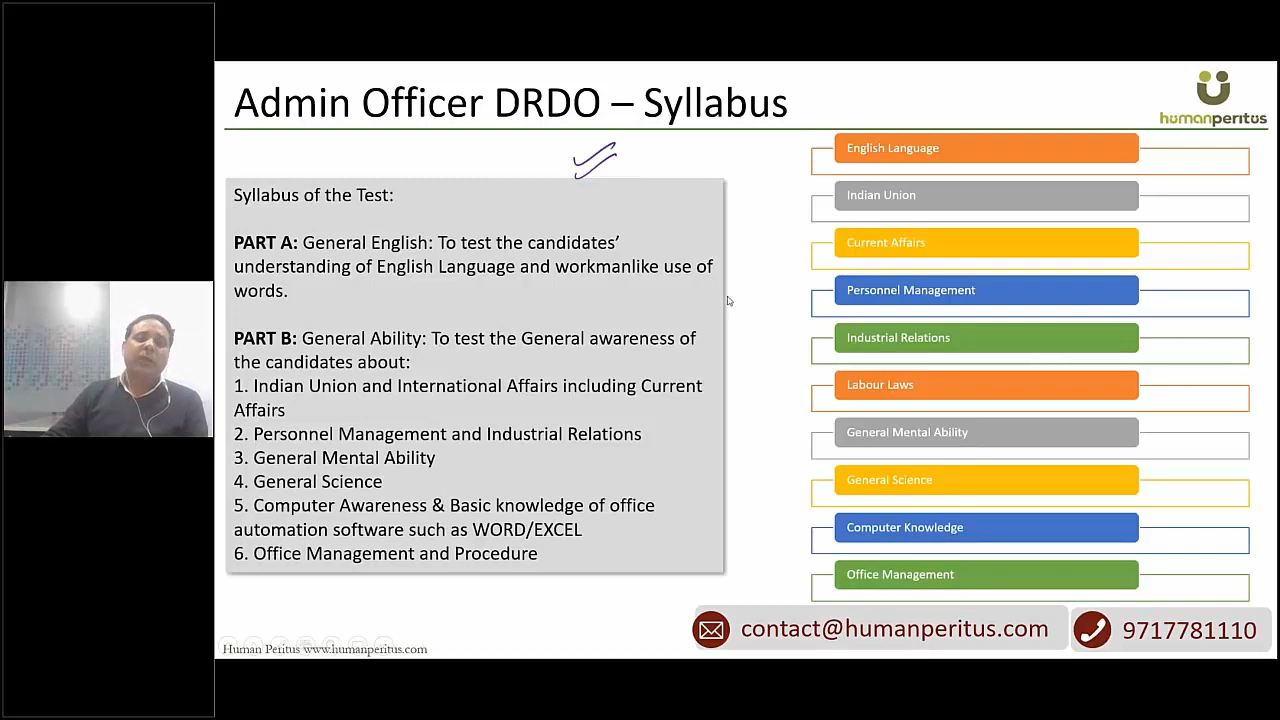 Admin Officer DRDO – Syllabus
humanperitus
Syllabus of the Test:
PART A: General English: To test the candidates’
understanding of English Language and workmanlike use of
words.
PART B: General Ability: To test the General awareness of
the candidates about:
1. Indian Union and International Affairs including Current
Affairs
2. Personnel Management and Industrial Relations
3. General Mental Ability
4. General Science
5. Computer Awareness & Basic knowledge of office
automation software such as WORD/EXCEL
6. Office Management and Procedure
English Language
Indian Union
Current Affairs
Personnel Management
Industrial Relations
Labour Laws
General Mental Ability
General Science
Computer Knowledge
Office Management
contact@humanperitus.com
9717781110
Human Peritus www.humanperitus.com